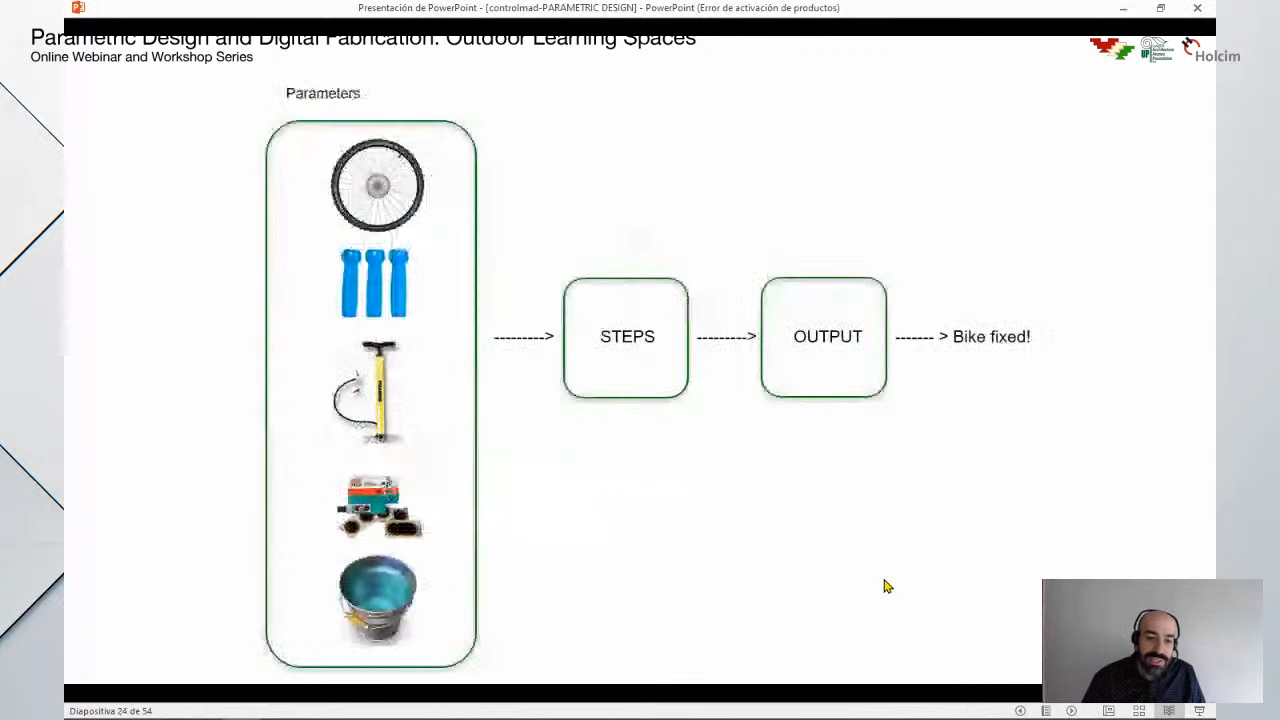 Presentación de PowerPoint - [controlmad-PARAMETRIC DESIGN] - PowerPoint (Error de activación de productos)
Parametric Design and Digital Fabrication: Outdoor Learning Spaces
Online Webinar and Workshop Series
UP
Holcim
Parameters
---------> STEPS ---------> OUTPUT ------- > Bike fixed!
Diapositiva 24 de 54